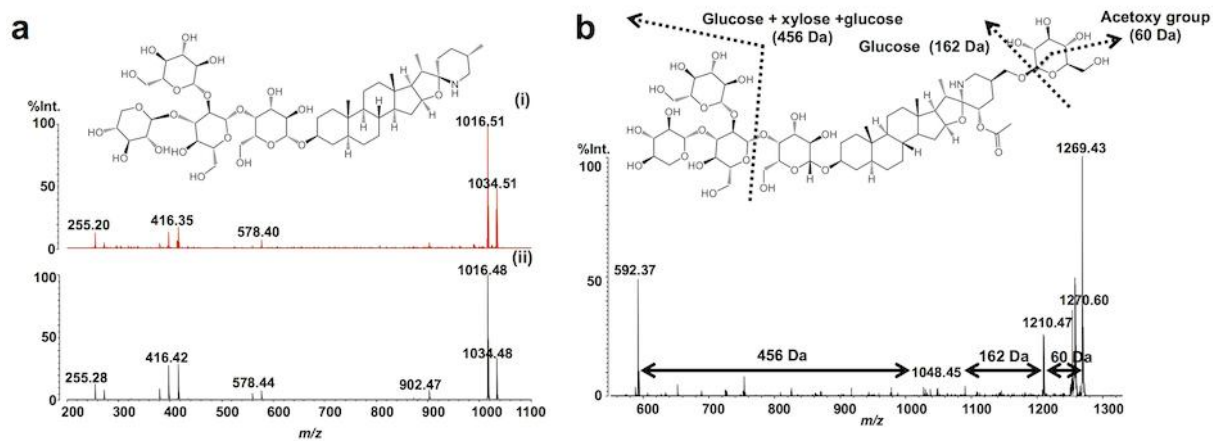 a
b
Glucose + xylose +glucose
(456 Da)
Acetoxy group
(60 Da)
Glucose (162 Da)
%Int.
(i)
100
50
0
1016.51
1034.51
255.20
416.35
578.40
(ii)
100
50
0
1016.48
1034.48
416.42
255.28
578.44
902.47
200 300 400 500 600 700 800 900 1000 1100
m/z
%Int.
100
50
0
1269.43
592.37
1270.60
1210.47
456 Da
1048.45
162 Da
60 Da
600 700 800 900 1000 1100 1200 1300
m/z